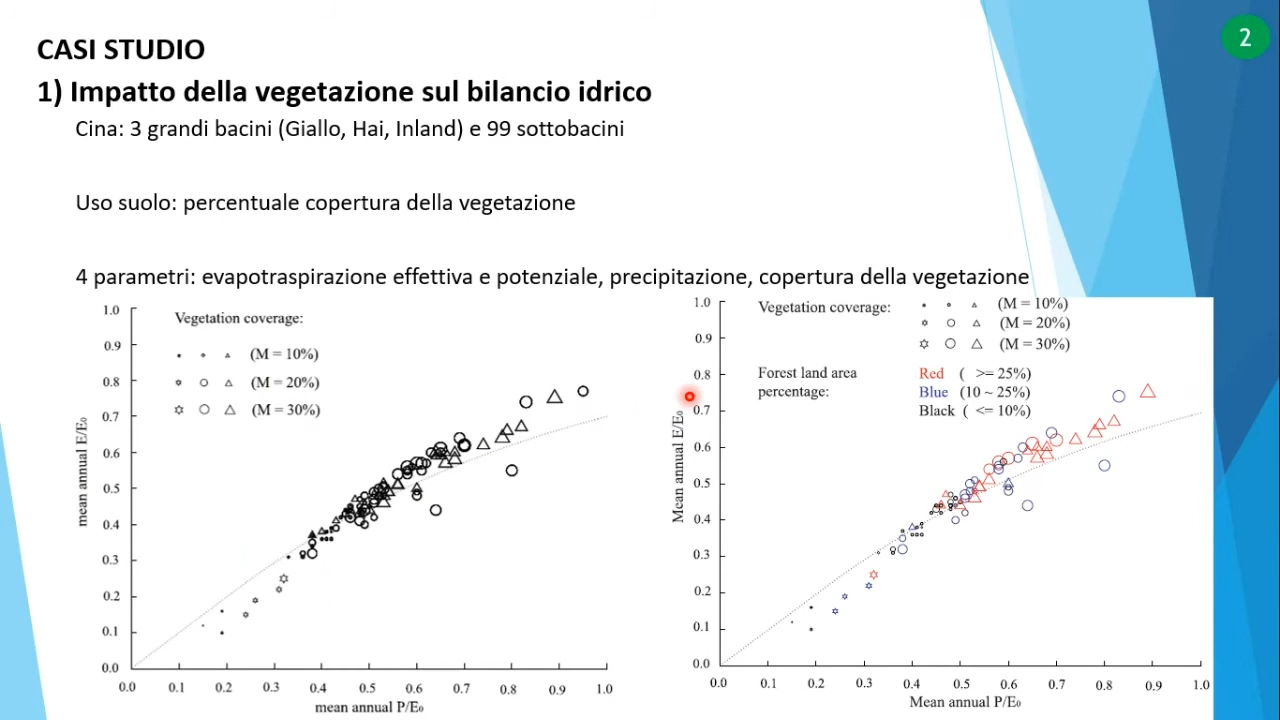 2
CASI STUDIO
1) Impatto della vegetazione sul bilancio idrico
Cina: 3 grandi bacini (Giallo, Hai, Inland) e 99 sottobacini
Uso suolo: percentuale copertura della vegetazione
4 parametri: evapotraspirazione effettiva e potenziale, precipitazione, copertura della vegetazione
Vegetation coverage:
(M = 10%)
(M = 20%)
(M = 30%)
mean annual E/E₀
1.0
0.9
0.8
0.7
0.6
0.5
0.4
0.3
0.2
0.1
0.0
0.0 0.1 0.2 0.3 0.4 0.5 0.6 0.7 0.8 0.9 1.0
mean annual P/E₀
Vegetation coverage:
(M = 10%)
(M = 20%)
(M = 30%)
Forest land area
percentage:
Red ( >= 25%)
Blue (10 ~ 25%)
Black ( <= 10%)
Mean annual E/E₀
1.0
0.9
0.8
0.7
0.6
0.5
0.4
0.3
0.2
0.1
0.0
0.0 0.1 0.2 0.3 0.4 0.5 0.6 0.7 0.8 0.9 1.0
Mean annual P/E₀